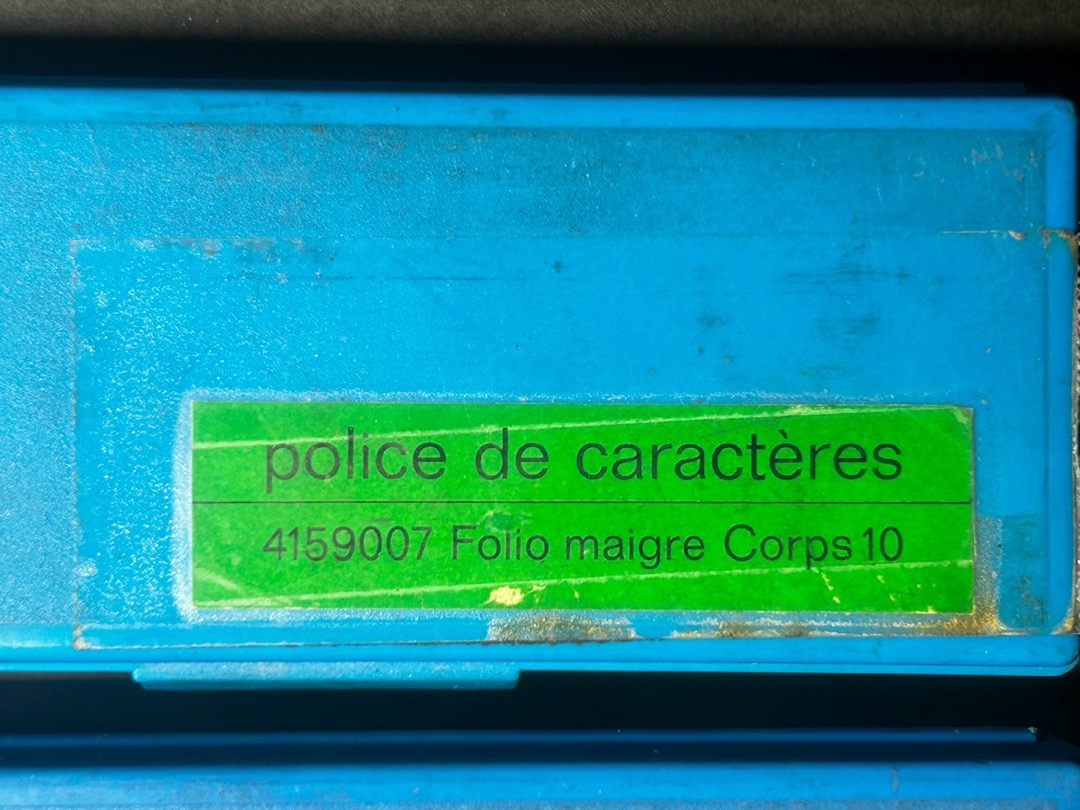 police de caractères
4159007 Folio maigre Corps 10